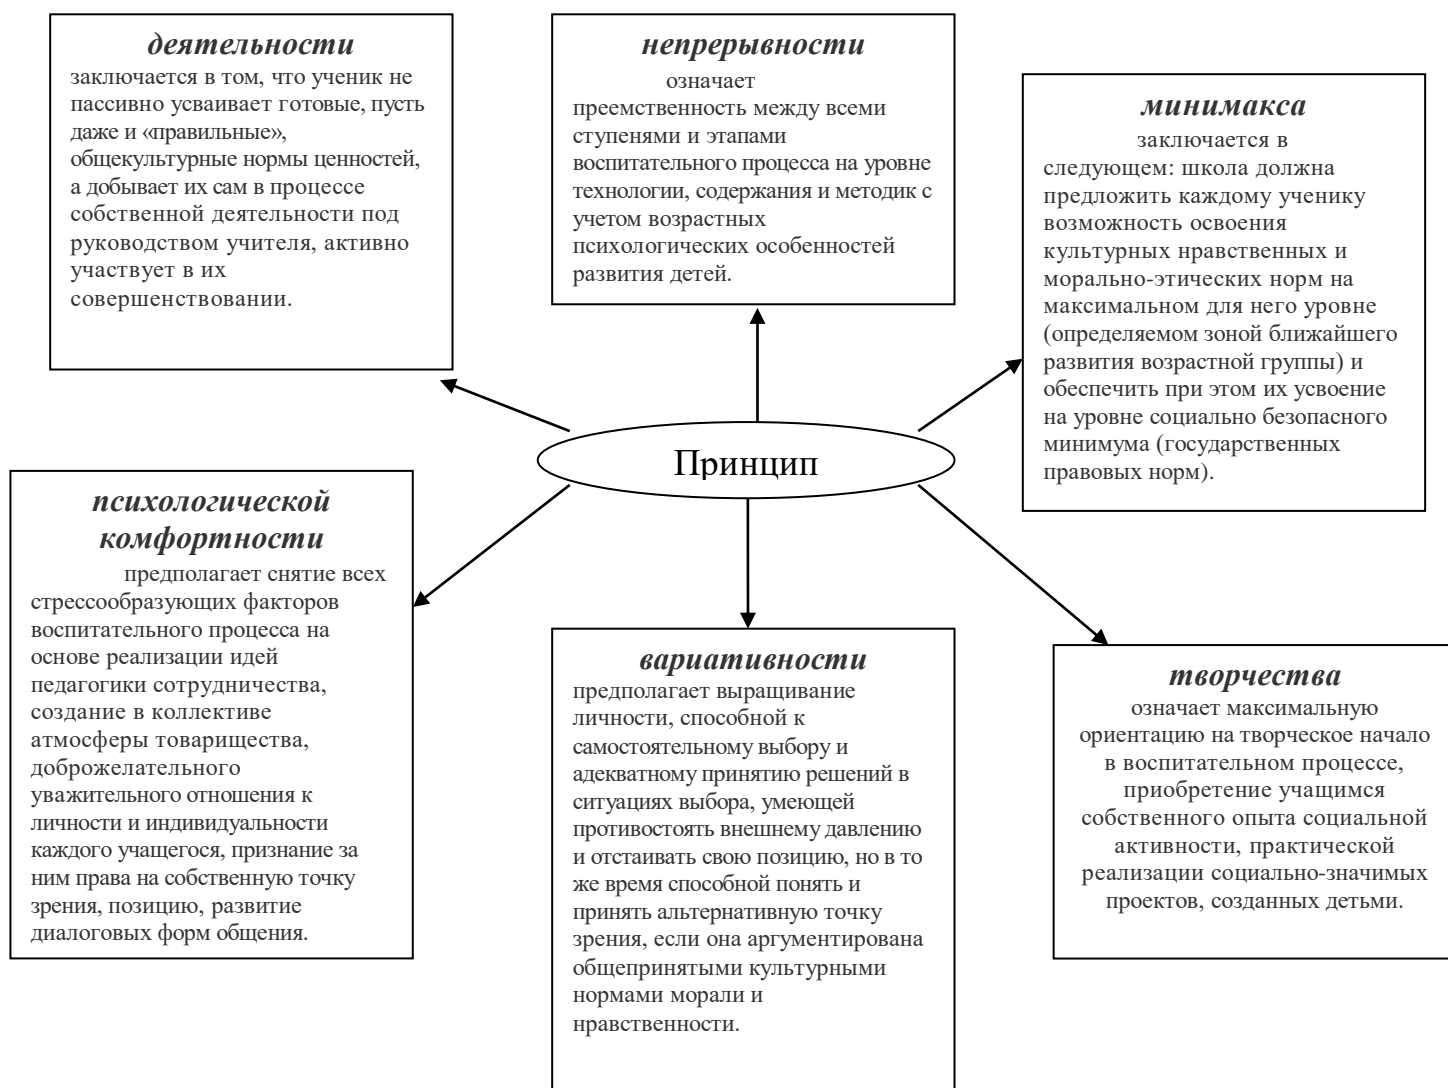 деятельности
заключается в том, что ученик не
пассивно усваивает готовые, пусть
даже и «правильные»,
общекультурные нормы ценностей,
а добывает их сам в процессе
собственной деятельности под
руководством учителя, активно
участвует в их
совершенствовании.
непрерывности
означает
преемственность между всеми
ступенями и этапами
воспитательного процесса на уровне
технологии, содержания и методик с
учетом возрастных
психологических особенностей
развития детей.
минимакса
заключается в
следующем: школа должна
предложить каждому ученику
возможность освоения
культурных нравственных и
морально-этических норм на
максимальном для него уровне
(определяемом зоной ближайшего
развития возрастной группы) и
обеспечить при этом их усвоение
на уровне социально безопасного
минимума (государственных
правовых норм).
Принцип
психологической
комфортности
предполагает снятие всех
стрессообразующих факторов
воспитательного процесса на
основе реализации идей
педагогики сотрудничества,
создание в коллективе
атмосферы товарищества,
доброжелательного
уважительного отношения к
личности и индивидуальности
каждого учащегося, признание за
ним права на собственную точку
зрения, позицию, развитие
диалоговых форм общения.
вариативности
предполагает выращивание
личности, способной к
самостоятельному выбору и
адекватному принятию решений в
ситуациях выбора, умеющей
противостоять внешнему давлению
и отстаивать свою позицию, но в то
же время способной понять и
принять альтернативную точку
зрения, если она аргументирована
общепринятыми культурными
нормами морали и
нравственности.
творчества
означает максимальную
ориентацию на творческое начало
в воспитательном процессе,
приобретение учащимся
собственного опыта социальной
активности, практической
реализации социально-значимых
проектов, созданных детьми.